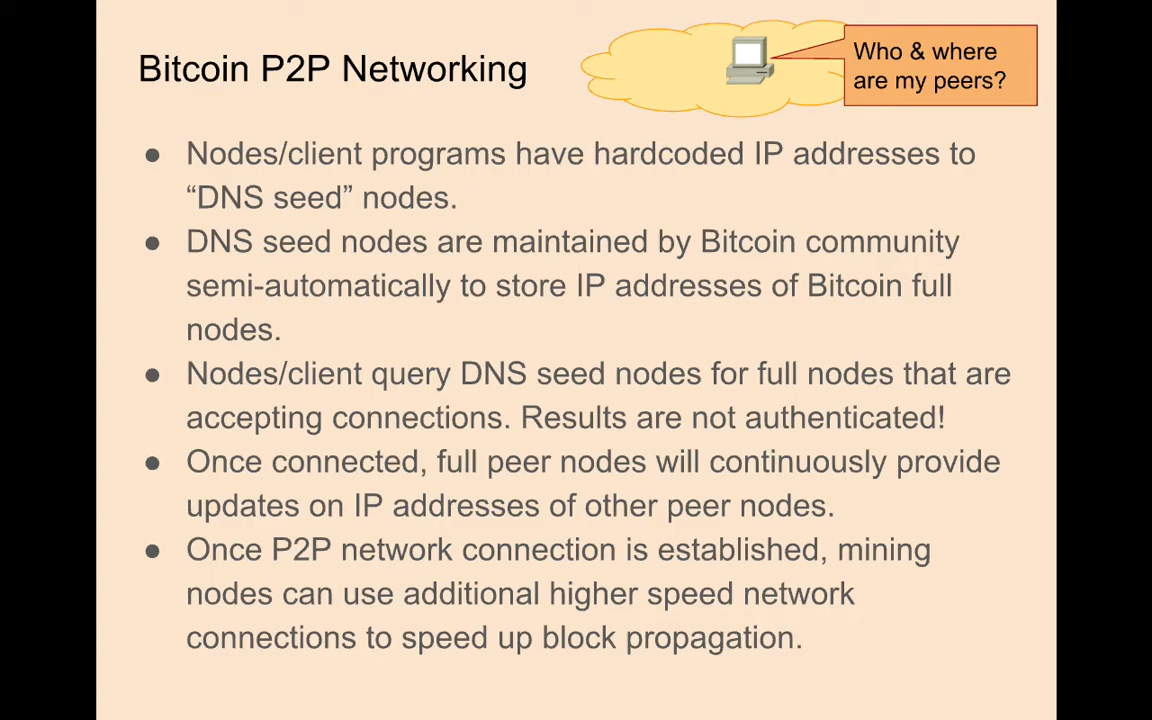 Bitcoin P2P Networking
Who & where
are my peers?
● Nodes/client programs have hardcoded IP addresses to
“DNS seed” nodes.
● DNS seed nodes are maintained by Bitcoin community
semi-automatically to store IP addresses of Bitcoin full
nodes.
● Nodes/client query DNS seed nodes for full nodes that are
accepting connections. Results are not authenticated!
● Once connected, full peer nodes will continuously provide
updates on IP addresses of other peer nodes.
● Once P2P network connection is established, mining
nodes can use additional higher speed network
connections to speed up block propagation.